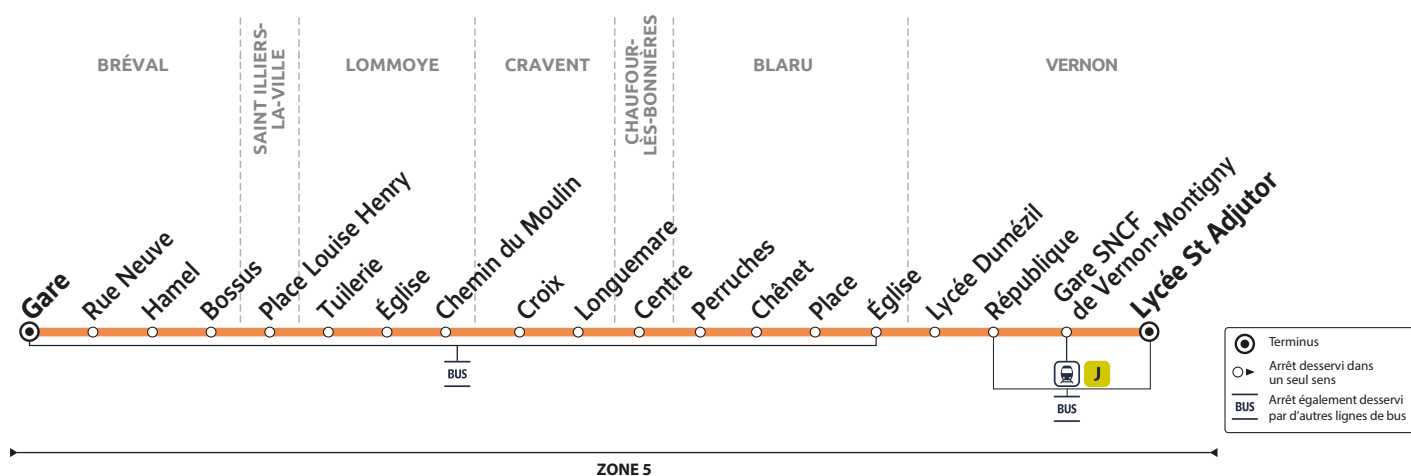 BRÉVAL
SAINT ILLIERS-
LA-VILLE
LOMMOYE
CRAVENT
CHAUFOUR-
LÈS-BONNIÈRES
BLARU
VERNON
Gare
Rue Neuve
Hamel
Bossus
Place Louise Henry
Tuilerie
Église
Chemin du Moulin
Croix
Longuemare
Centre
Perruches
Chênet
Place
Église
Lycée Dumézil
République
Gare SNCF
de Vernon-Montigny
Lycée St Adjutor
BUS
J
BUS
Terminus
Arrêt desservi dans
un seul sens
BUS
Arrêt également desservi
par d'autres lignes de bus
ZONE 5